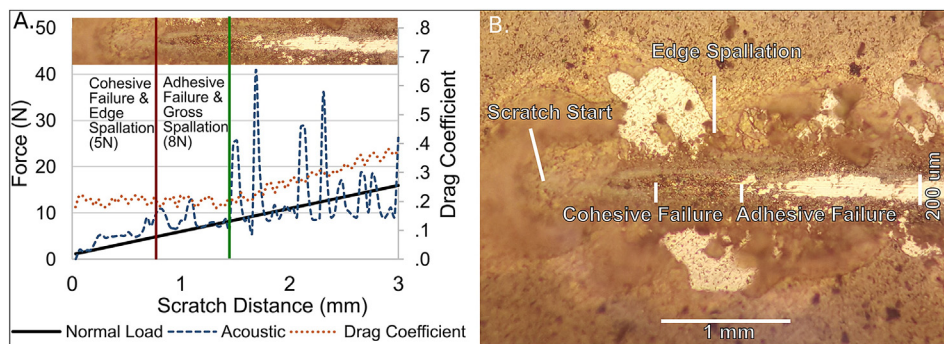 A.
50
40
30
20
10
0
Force (N)
Cohesive
Failure &
Edge
Spallation
(5N)
Adhesive
Failure &
Gross
Spallation
(8N)
.8
.7
.6
.5
.4
.3
.2
.1
.0
Drag Coefficient
0
1
2
3
Scratch Distance (mm)
Normal Load
Acoustic
Drag Coefficient
B.
Edge Spallation
Scratch Start
Cohesive Failure
Adhesive Failure
200 um
1 mm